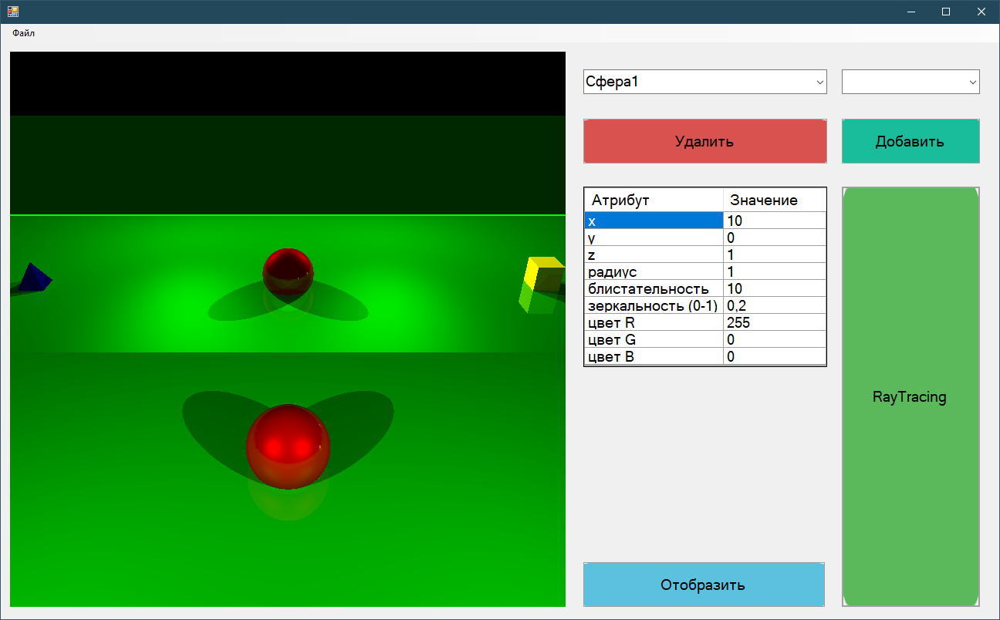 Файл
Сфера1
Удалить
Добавить
Атрибут Значение
x 10
y 0
z 1
радиус 1
блистательность 10
зеркальность (0-1) 0,2
цвет R 255
цвет G 0
цвет B 0
RayTracing
Отобразить